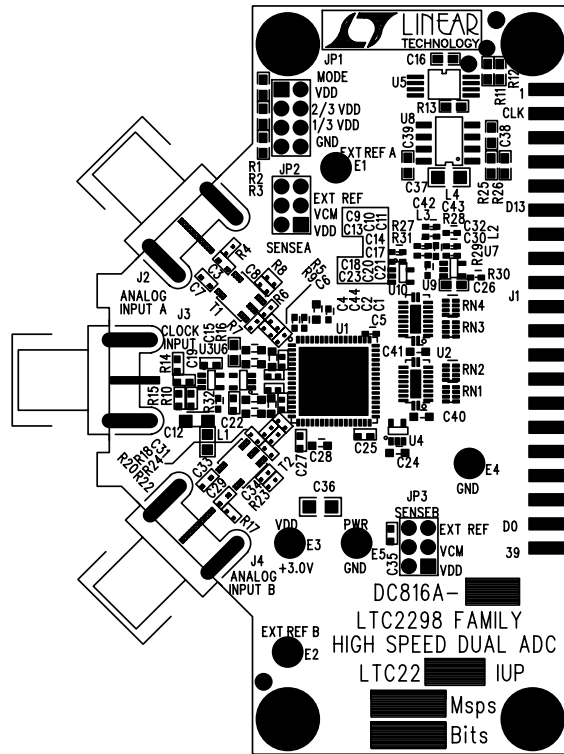 LINEAR
TECHNOLOGY
JP1
MODE
VDD
2/3 VDD
1/3 VDD
GND
R1
R2
R3
JP2
EXT REF
VCM
VDD
SENSEA
EXT REF A
E1
C16
U5
R13
R11
R12
U8
C39
C38
C37
L4
R25
R26
1
CLK
D13
J1
D0
39
C42
C43
L3
R28
R27
R31
C32
C30
L2
U7
R29
R30
C26
U9
U10
C9
C13
C10
C11
C14
C17
C18
C23
C20
C21
R4
C3
C8
R8
R6
R7
C7
T1
R5
C6
C4
C44
C2
C1
C5
U1
J2
ANALOG
INPUT A
J3
CLOCK
INPUT
C15
R16
U3
U6
C19
R14
R15
R10
R32
C12
C22
L1
RN4
RN3
RN2
RN1
C41
U2
C40
U4
C24
C25
C27
C28
T2
R18
C31
R20
R24
R22
C33
C29
C34
R23
R17
C36
E4
GND
VDD
E3
+3.0V
PWR
E5
GND
JP3
SENSEB
EXT REF
VCM
VDD
C35
J4
ANALOG
INPUT B
EXT REF B
E2
DC816A-
LTC2298 FAMILY
HIGH SPEED DUAL ADC
LTC22 IUP
Msps
Bits